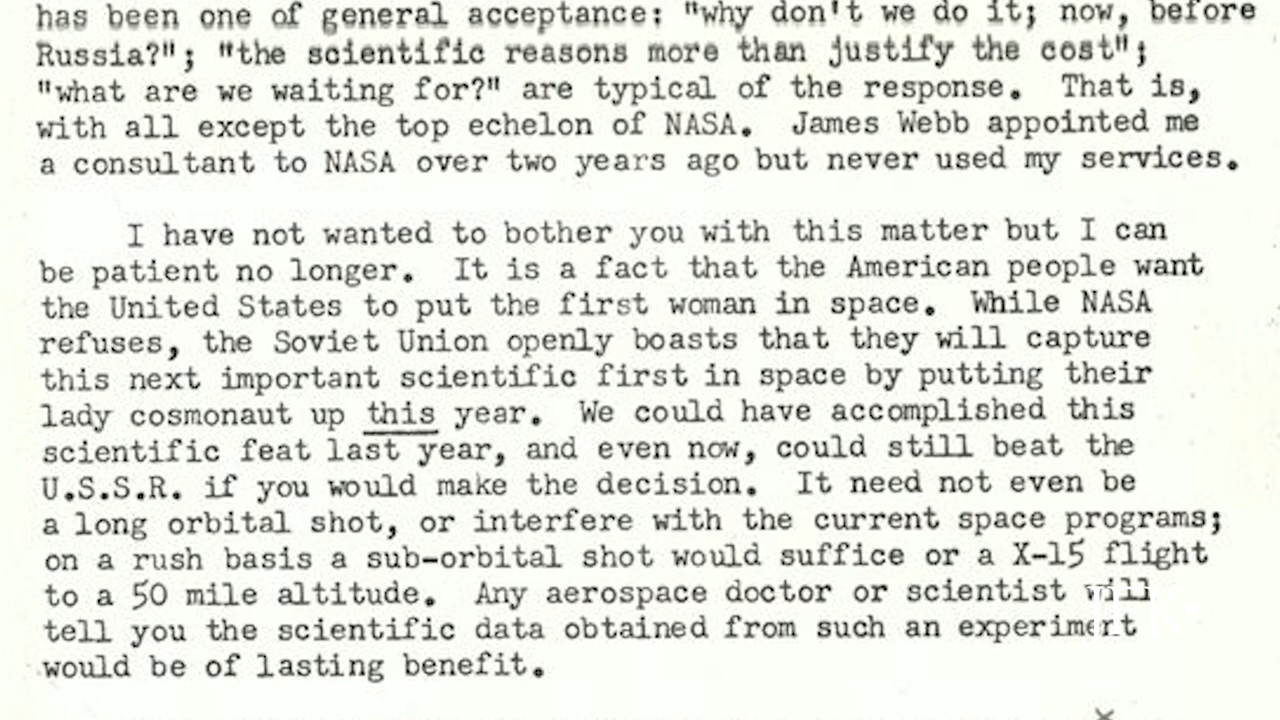 has been one of general acceptance: "why don't we do it; now, before
Russia?"; "the scientific reasons more than justify the cost";
"what are we waiting for?" are typical of the response. That is,
with all except the top echelon of NASA. James Webb appointed me
a consultant to NASA over two years ago but never used my services.
I have not wanted to bother you with this matter but I can
be patient no longer. It is a fact that the American people want
the United States to put the first woman in space. While NASA
refuses, the Soviet Union openly boasts that they will capture
this next important scientific first in space by putting their
lady cosmonaut up this year. We could have accomplished this
scientific feat last year, and even now, could still beat the
U.S.S.R. if you would make the decision. It need not even be
a long orbital shot, or interfere with the current space programs;
on a rush basis a sub-orbital shot would suffice or a X-15 flight
to a 50 mile altitude. Any aerospace doctor or scientist will
tell you the scientific data obtained from such an experiment
would be of lasting benefit.